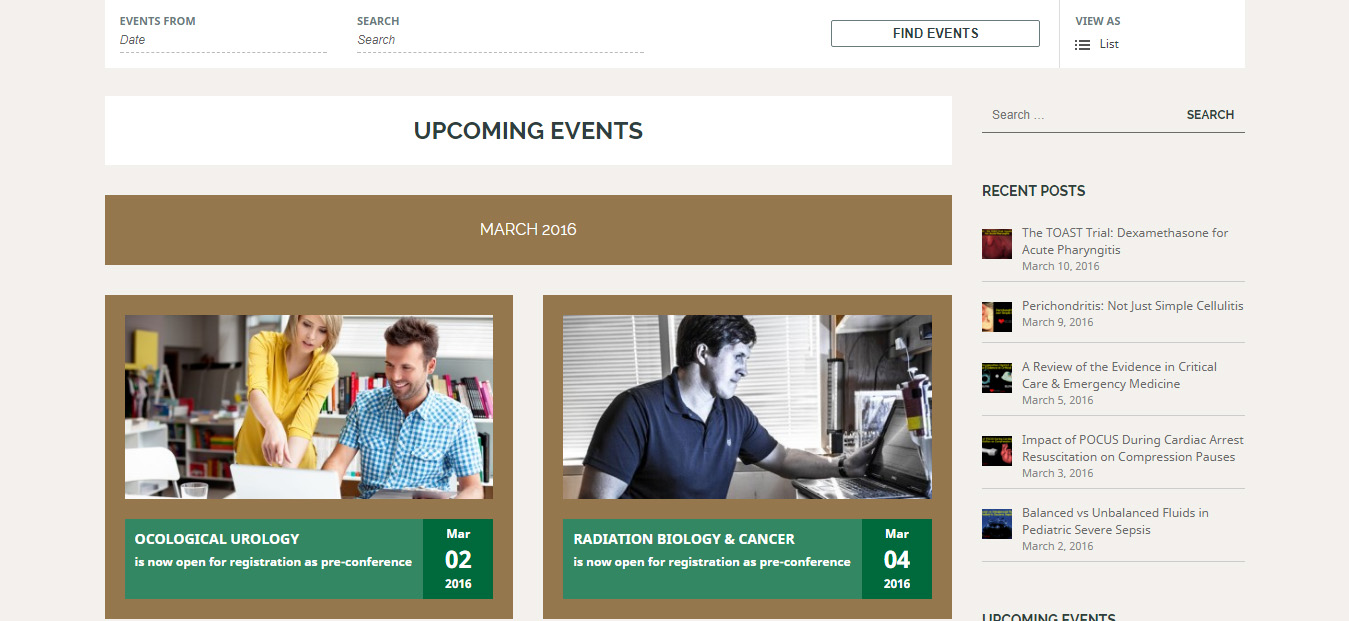 EVENTS FROM
Date
SEARCH
Search
FIND EVENTS
VIEW AS
List
UPCOMING EVENTS
MARCH 2016
OCOLOGICAL UROLOGY
is now open for registration as pre-conference
Mar
02
2016
RADIATION BIOLOGY & CANCER
is now open for registration as pre-conference
Mar
04
2016
Search …
SEARCH
RECENT POSTS
The TOAST Trial: Dexamethasone for
Acute Pharyngitis
March 10, 2016
Perichondritis: Not Just Simple Cellulitis
March 9, 2016
A Review of the Evidence in Critical
Care & Emergency Medicine
March 5, 2016
Impact of POCUS During Cardiac Arrest
Resuscitation on Compression Pauses
March 3, 2016
Balanced vs Unbalanced Fluids in
Pediatric Severe Sepsis
March 2, 2016
UPCOMING EVENTS